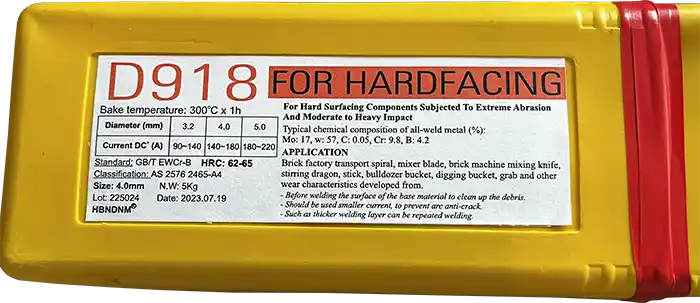 D918 FOR HARDFACING
Bake temperature: 300°C x 1h
Diameter (mm) 3.2 4.0 5.0
Current DC⁺ (A) 90~140 140~180 180~220
Standard: GB/T EWCr-B HRC: 62-65
Classification: AS 2576 2465-A4
Size: 4.0mm N.W: 5Kg
Lot: 225024 Date: 2023.07.19
HBNDNM®
For Hard Surfacing Components Subjected To Extreme Abrasion
And Moderate to Heavy Impact
Typical chemical composition of all-weld metal (%):
Mo: 17, w: 57, C: 0.05, Cr: 9.8, B: 4.2
APPLICATION
Brick factory transport spiral, mixer blade, brick machine mixing knife,
stirring dragon, stick, bulldozer bucket, digging bucket, grab and other
wear characteristics developed from.
- Before welding the surface of the base material to clean up the debris.
- Should be used smaller current, to prevent arc anti-crack.
- Such as thicker welding layer can be repeated welding.